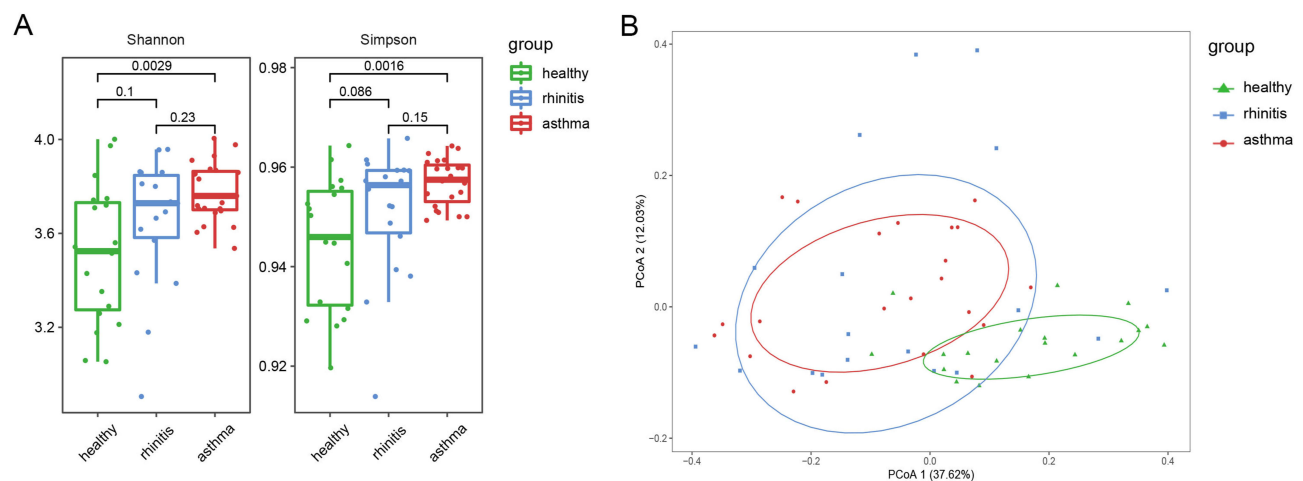 A
Shannon
Simpson
group
healthy
rhinitis
asthma
0.0029
0.1
0.23
4.0
3.6
3.2
healthy
rhinitis
asthma
0.0016
0.086
0.15
0.98
0.96
0.94
0.92
healthy
rhinitis
asthma
B
group
healthy
rhinitis
asthma
PCoA 2 (12.03%)
0.4
0.2
0.0
−0.2
−0.4
−0.2
0.0
0.2
0.4
PCoA 1 (37.62%)